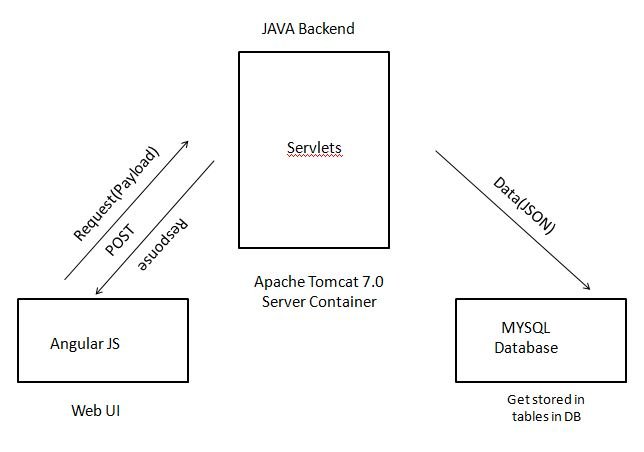 JAVA Backend
Servlets
Request(Payload)
POST
Response
Data(JSON)
Apache Tomcat 7.0
Server Container
Angular JS
Web UI
MYSQL
Database
Get stored in
tables in DB